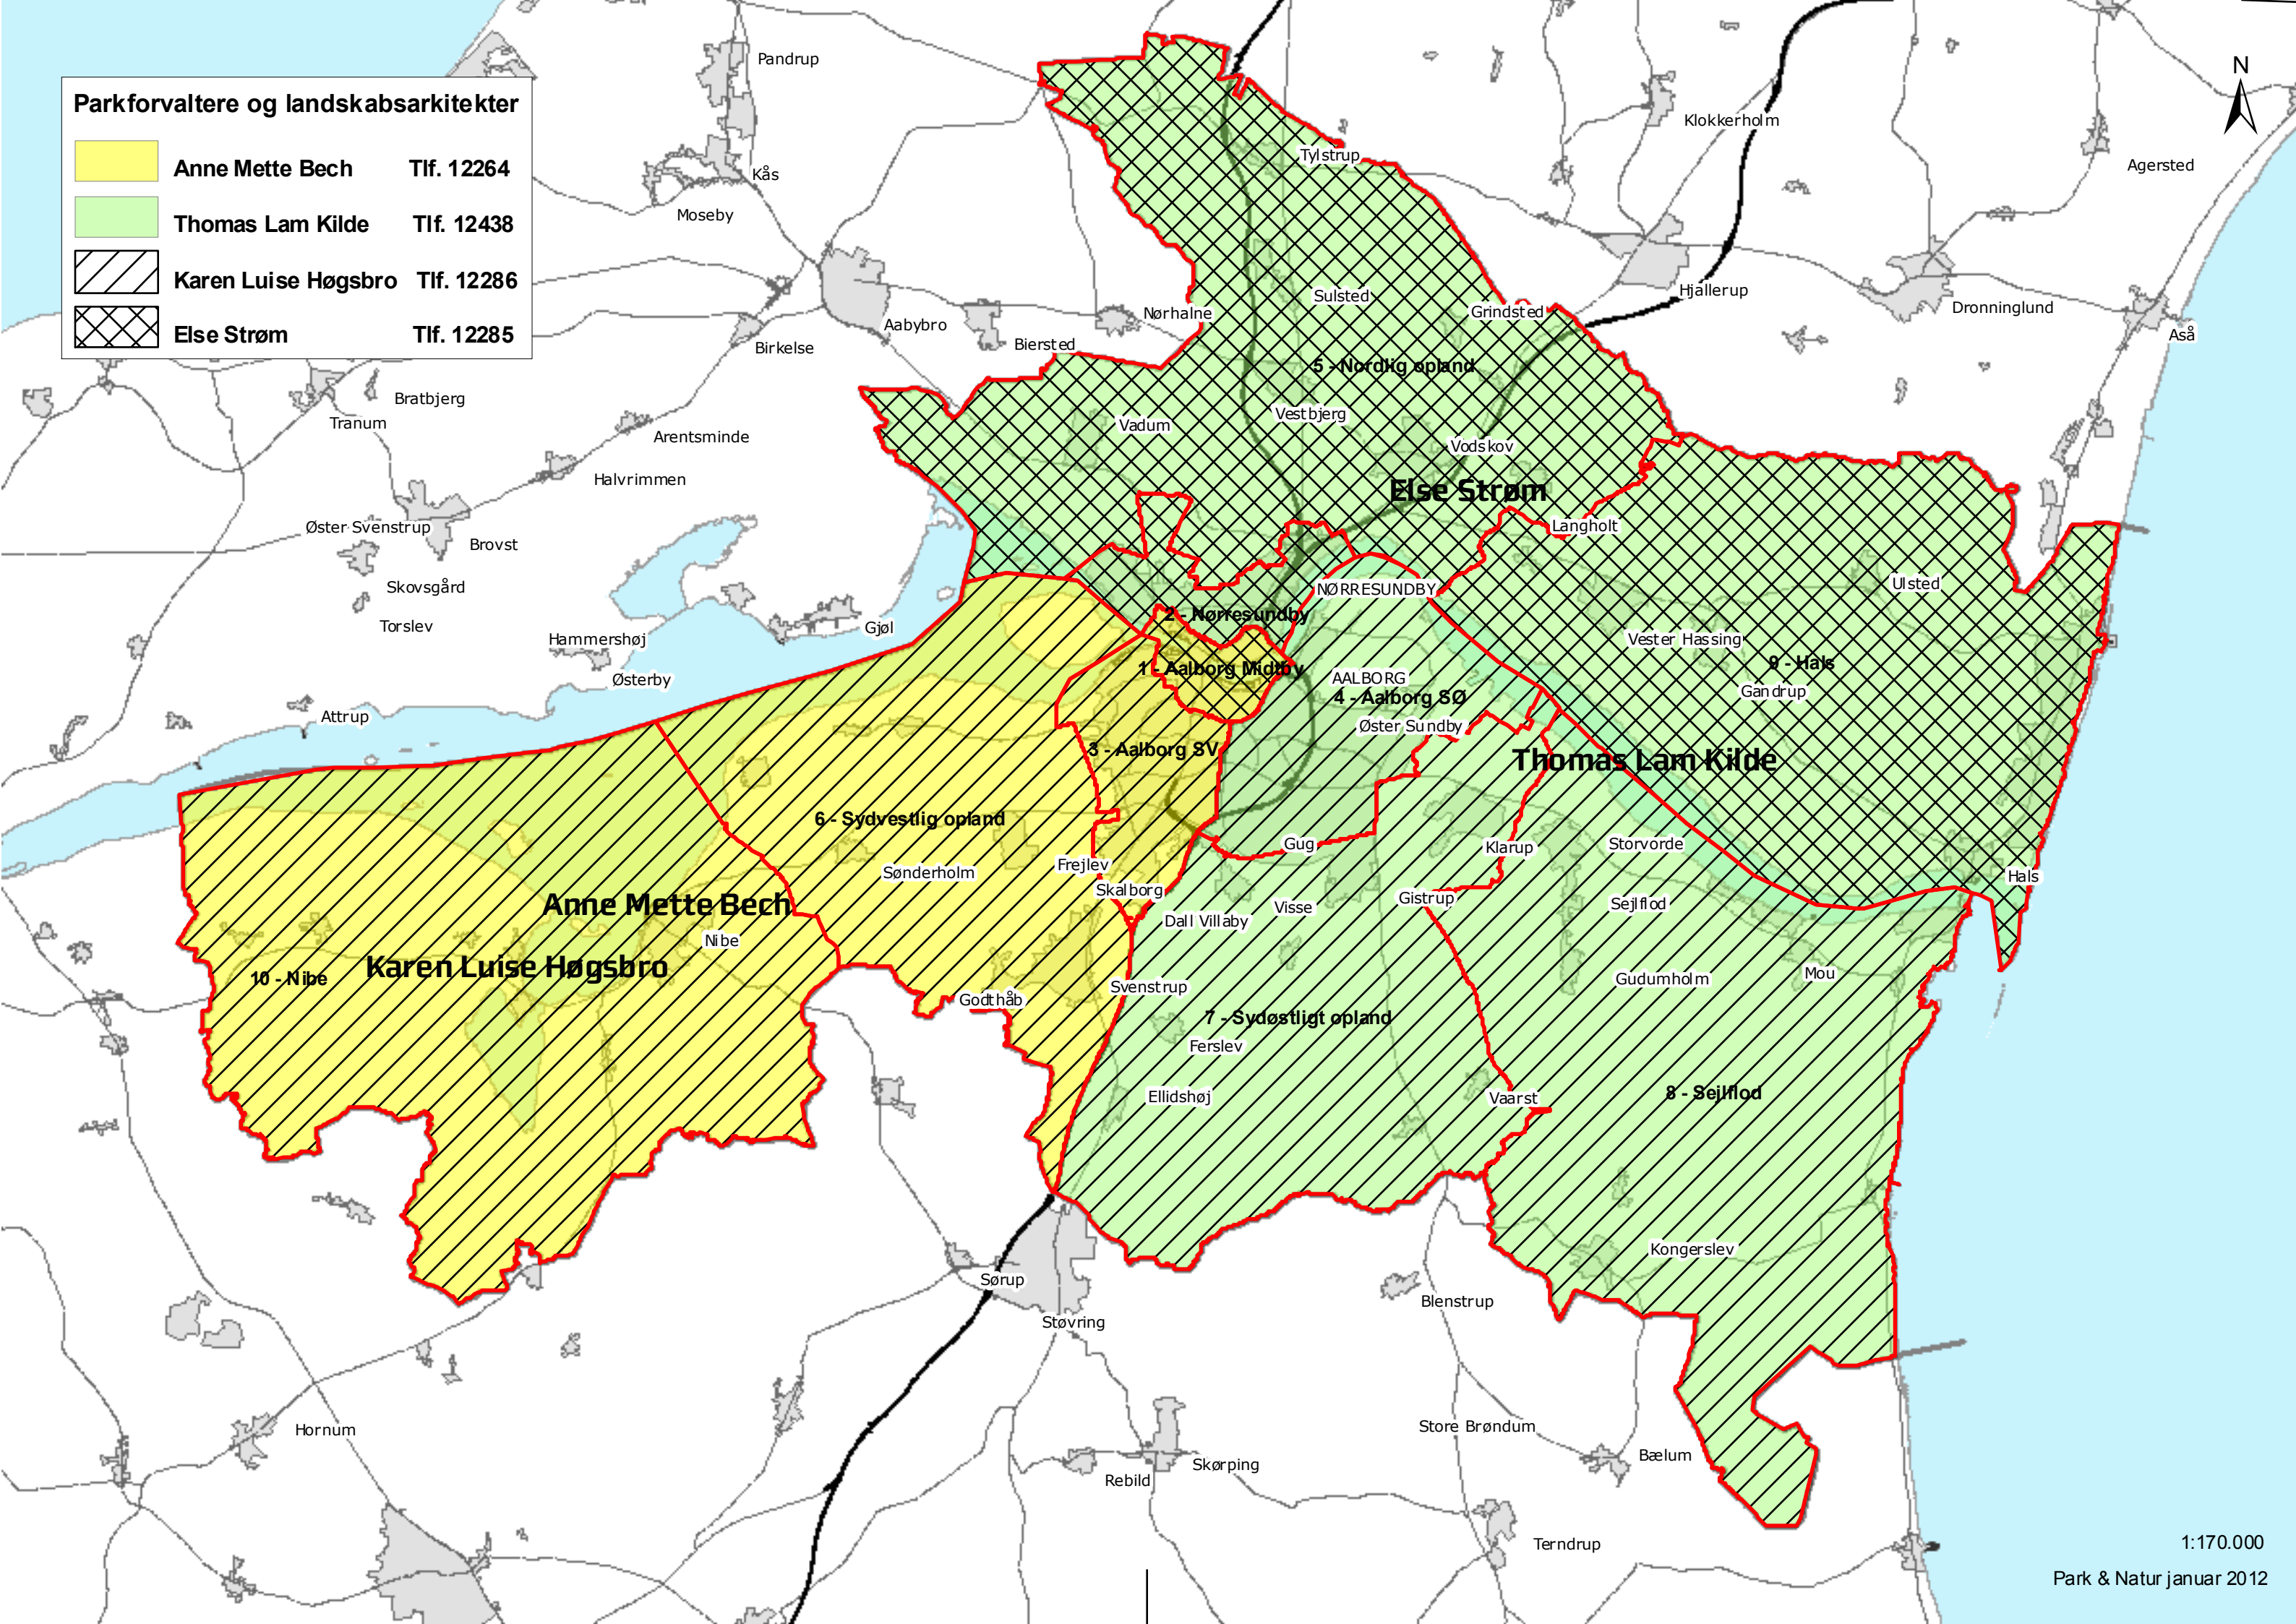 Parkforvaltere og landskabsarkitekter
Anne Mette Bech Tlf. 12264
Thomas Lam Kilde Tlf. 12438
Karen Luise Høgsbro Tlf. 12286
Else Strøm Tlf. 12285
N
Pandrup
Klokkerholm
Tylstrup
Agersted
Kås
Moseby
Hjallerup
Sulsted
Dronninglund
Nørhalne
Grindsted
Aabybro
Aså
Biersted
Birkelse
5 - Nordlig opland
Bratbjerg
Vestbjerg
Tranum
Vadum
Arentsminde
Vodskov
Halvrimmen
Else Strøm
Øster Svenstrup
Langholt
Brovst
Skovsgård
Ulsted
NØRRESUNDBY
2 - Nørresundby
Torslev
Gjøl
Hammershøj
Vester Hassing
9 - Hals
1 - Aalborg Midtby
Østerby
AALBORG
Gandrup
4 - Aalborg SØ
Attrup
Øster Sundby
3 - Aalborg SV
Thomas Lam Kilde
6 - Sydvestlig opland
Gug
Klarup
Storvorde
Frejlev
Sønderholm
Hals
Skalborg
Gistrup
Anne Mette Bech
Visse
Sejlflod
Dall Villaby
Nibe
Karen Luise Høgsbro
10 - Nibe
Mou
Gudumholm
Svenstrup
Godthåb
7 - Sydøstligt opland
Ferslev
8 - Sejlflod
Ellidshøj
Vaarst
Kongerslev
Sørup
Blenstrup
Støvring
Hornum
Store Brøndum
Bælum
Skørping
Rebild
Terndrup
1:170.000
Park & Natur januar 2012